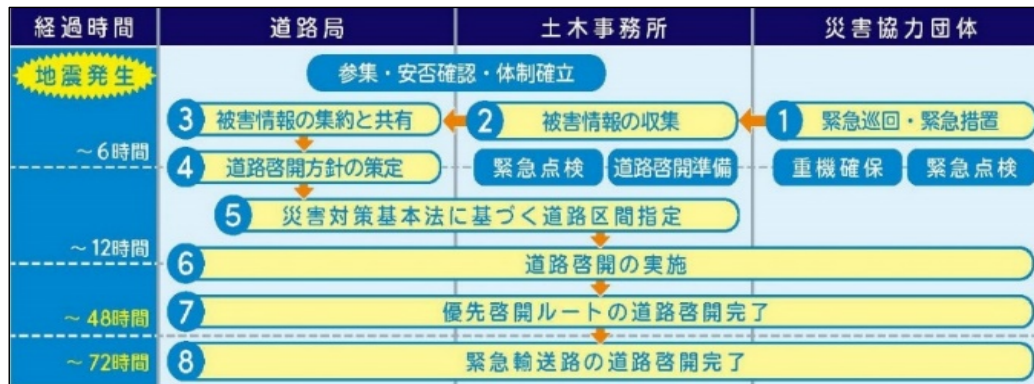 経過時間 道路局 土木事務所 災害協力団体
地震発生
参集・安否確認・体制確立
3 被害情報の集約と共有 2 被害情報の収集 1 緊急巡回・緊急措置
～6時間
4 道路啓開方針の策定 緊急点検 道路啓開準備 重機確保 緊急点検
5 災害対策基本法に基づく道路区間指定
～12時間
6 道路啓開の実施
～48時間 7 優先啓開ルートの道路啓開完了
～72時間 8 緊急輸送路の道路啓開完了